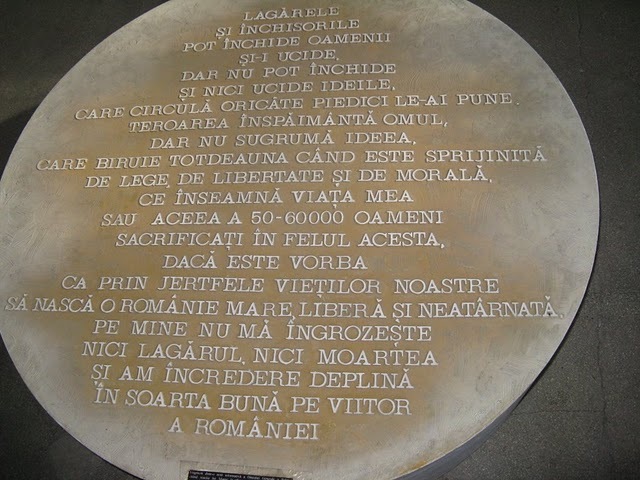 LAGĂRELE
ȘI ÎNCHISORILE
POT ÎNCHIDE OAMENII
ȘI-I UCIDE,
DAR NU POT ÎNCHIDE
ȘI NICI UCIDE IDEILE,
CARE CIRCULĂ ORICÂTE PIEDICI LE-AI PUNE.
TEROAREA ÎNSPĂIMÂNTĂ OMUL,
DAR NU SUGRUMĂ IDEEA,
CARE BIRUIE TOTDEAUNA CÂND ESTE SPRIJINITĂ
DE LEGE, DE LIBERTATE ȘI DE MORALĂ.
CE ÎNSEAMNĂ VIAȚA MEA
SAU ACEEA A 50-60000 OAMENI
SACRIFICAȚI ÎN FELUL ACESTA,
DACĂ ESTE VORBA
CA PRIN JERTFELE VIEȚILOR NOASTRE
SĂ NASCĂ O ROMÂNIE MARE, LIBERĂ ȘI NEATÂRNATĂ.
PE MINE NU MĂ ÎNGROZEȘTE
NICI LAGĂRUL, NICI MOARTEA
ȘI AM ÎNCREDERE DEPLINĂ
ÎN SOARTA BUNĂ PE VIITOR
A ROMÂNIEI